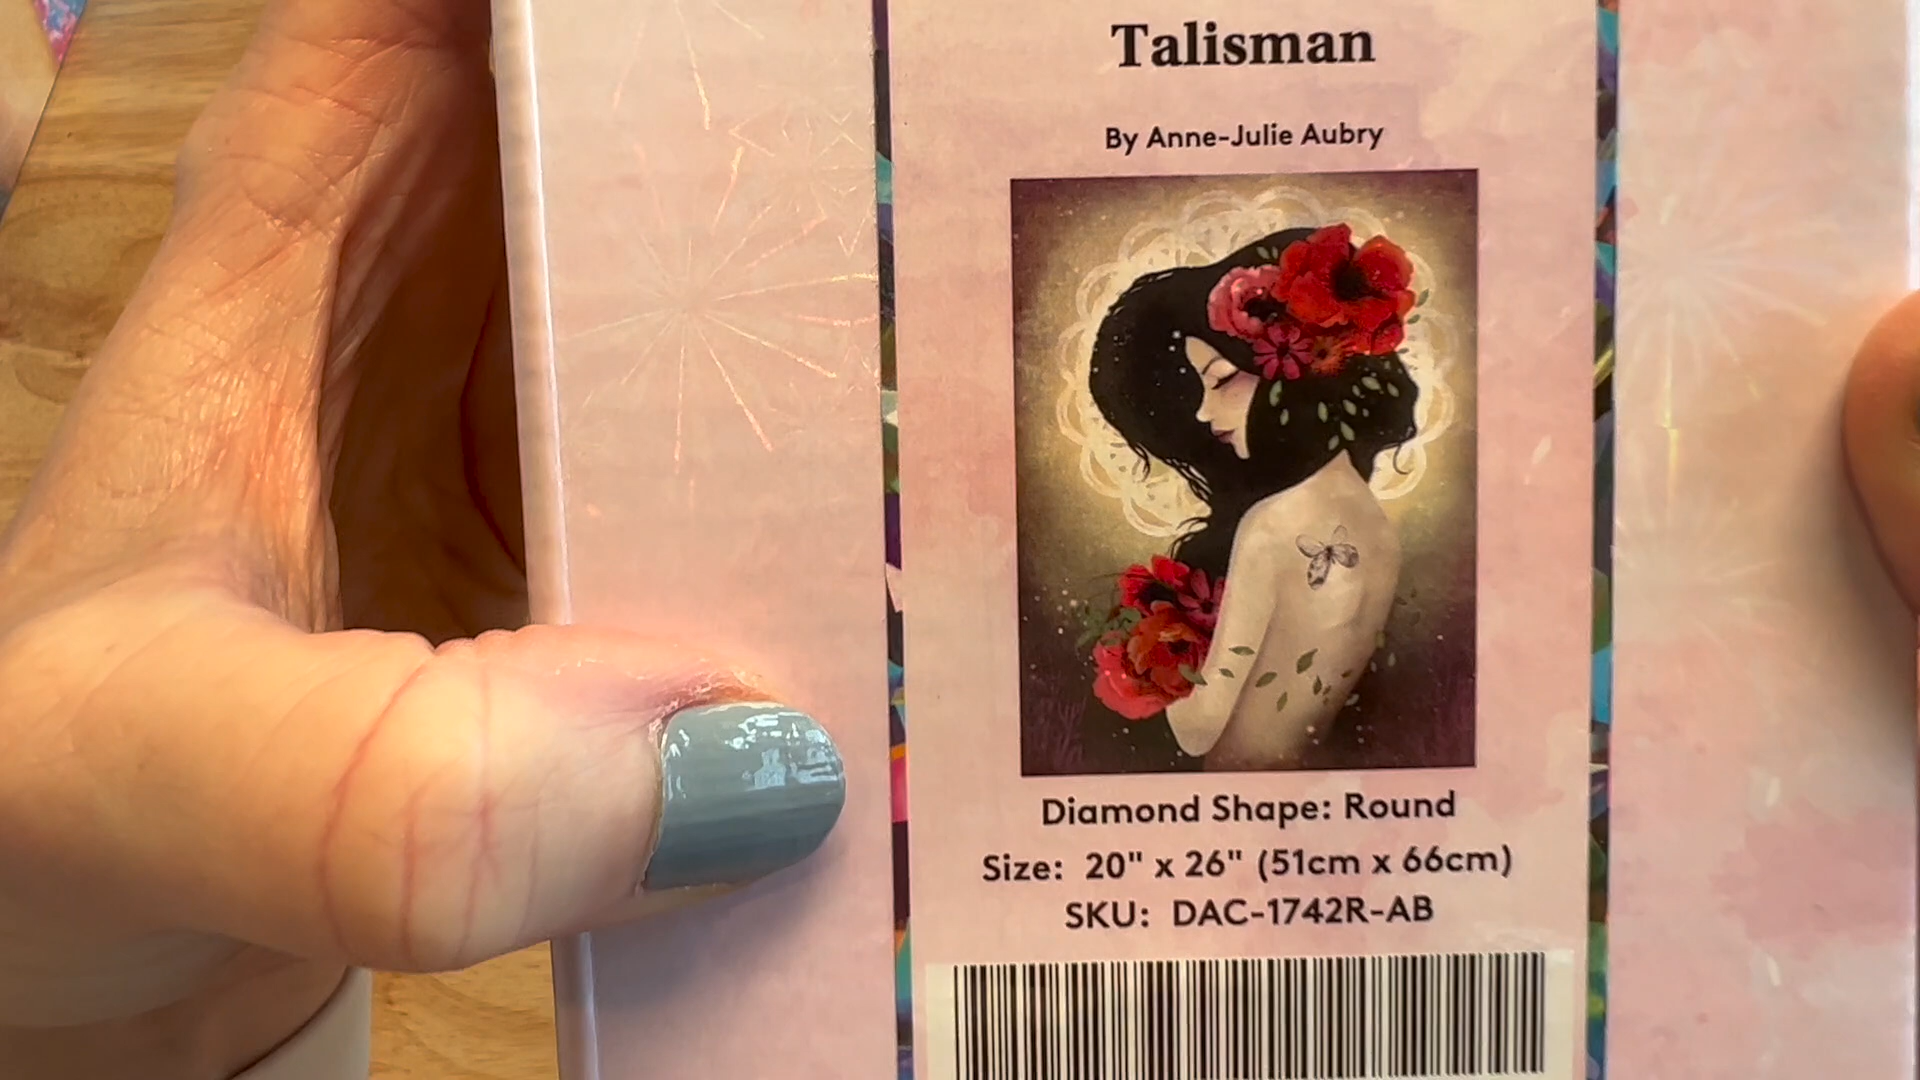 Talisman
By Anne-Julie Aubry
Diamond Shape: Round
Size: 20" x 26" (51cm x 66cm)
SKU: DAC-1742R-AB